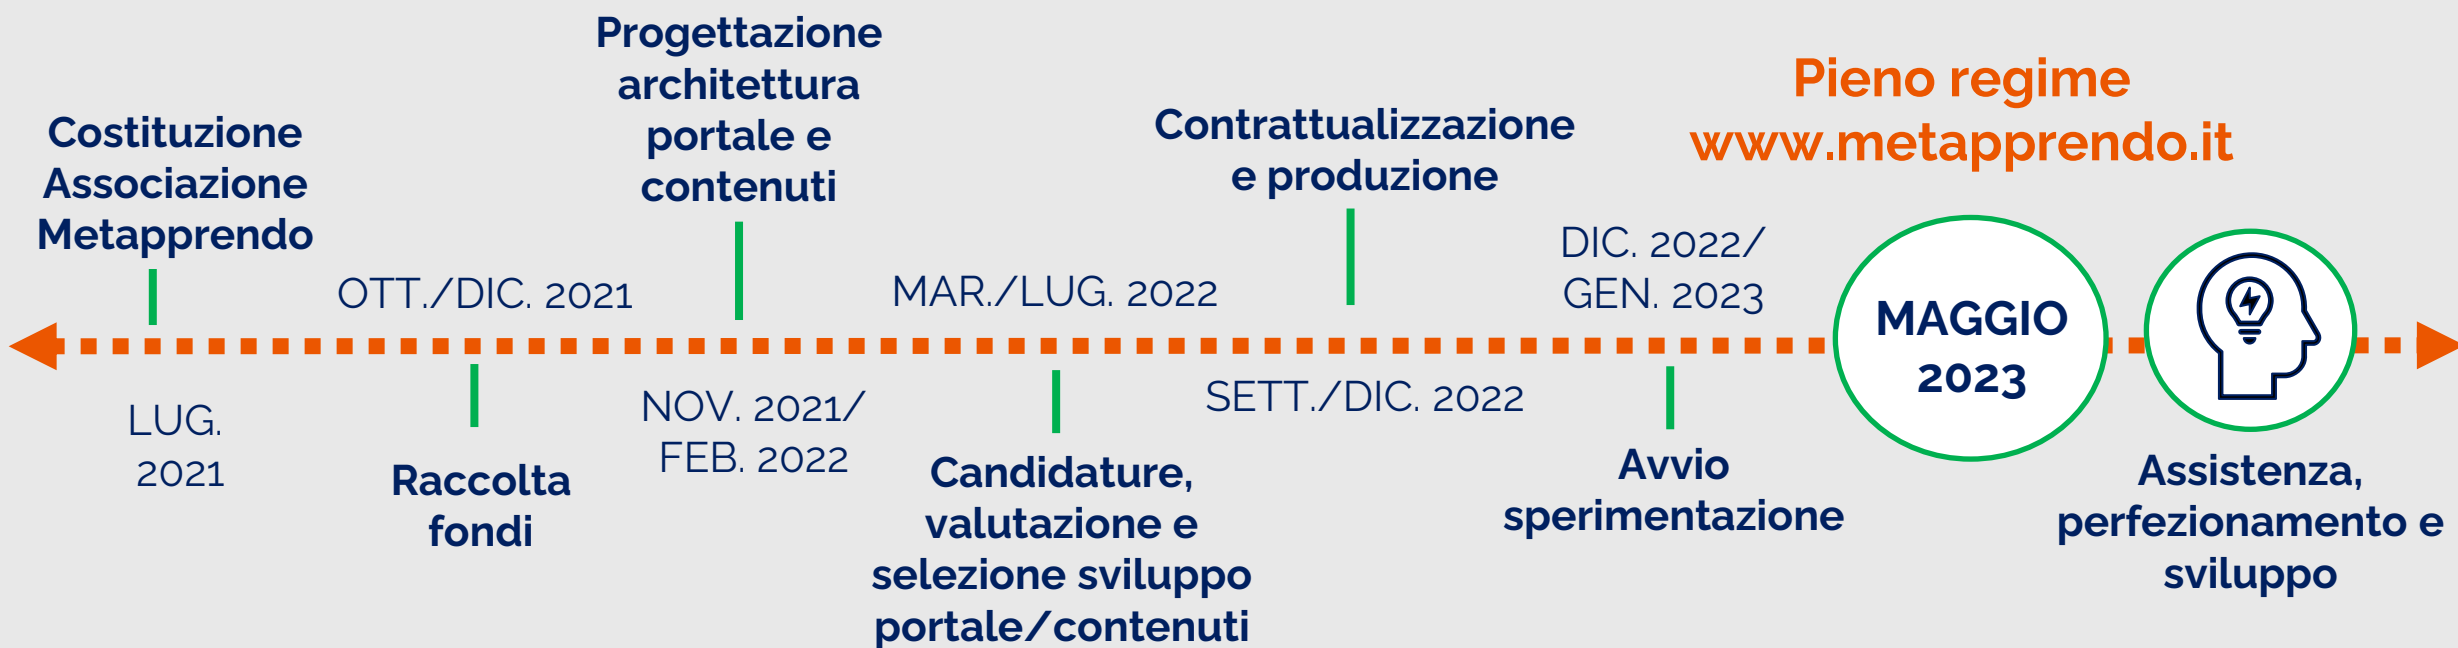 Costituzione
Associazione
Metapprendo
LUG.
2021
OTT./DIC. 2021
Raccolta
fondi
Progettazione
architettura
portale e
contenuti
NOV. 2021/
FEB. 2022
MAR./LUG. 2022
Candidature,
valutazione e
selezione sviluppo
portale/contenuti
Contrattualizzazione
e produzione
SETT./DIC. 2022
DIC. 2022/
GEN. 2023
Avvio
sperimentazione
Pieno regime
www.metapprendo.it
MAGGIO
2023
Assistenza,
perfezionamento e
sviluppo